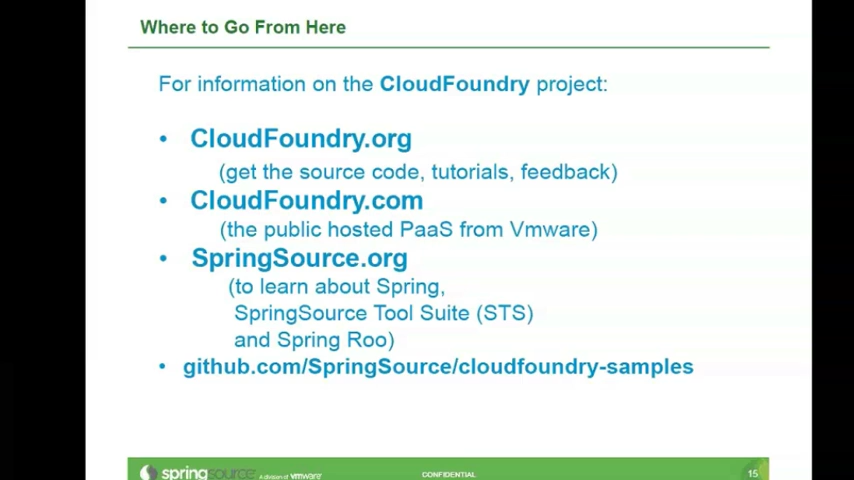 Where to Go From Here
For information on the CloudFoundry project:
• CloudFoundry.org
(get the source code, tutorials, feedback)
• CloudFoundry.com
(the public hosted PaaS from Vmware)
• SpringSource.org
(to learn about Spring,
SpringSource Tool Suite (STS)
and Spring Roo)
• github.com/SpringSource/cloudfoundry-samples
springsource A division of vmware CONFIDENTIAL 15